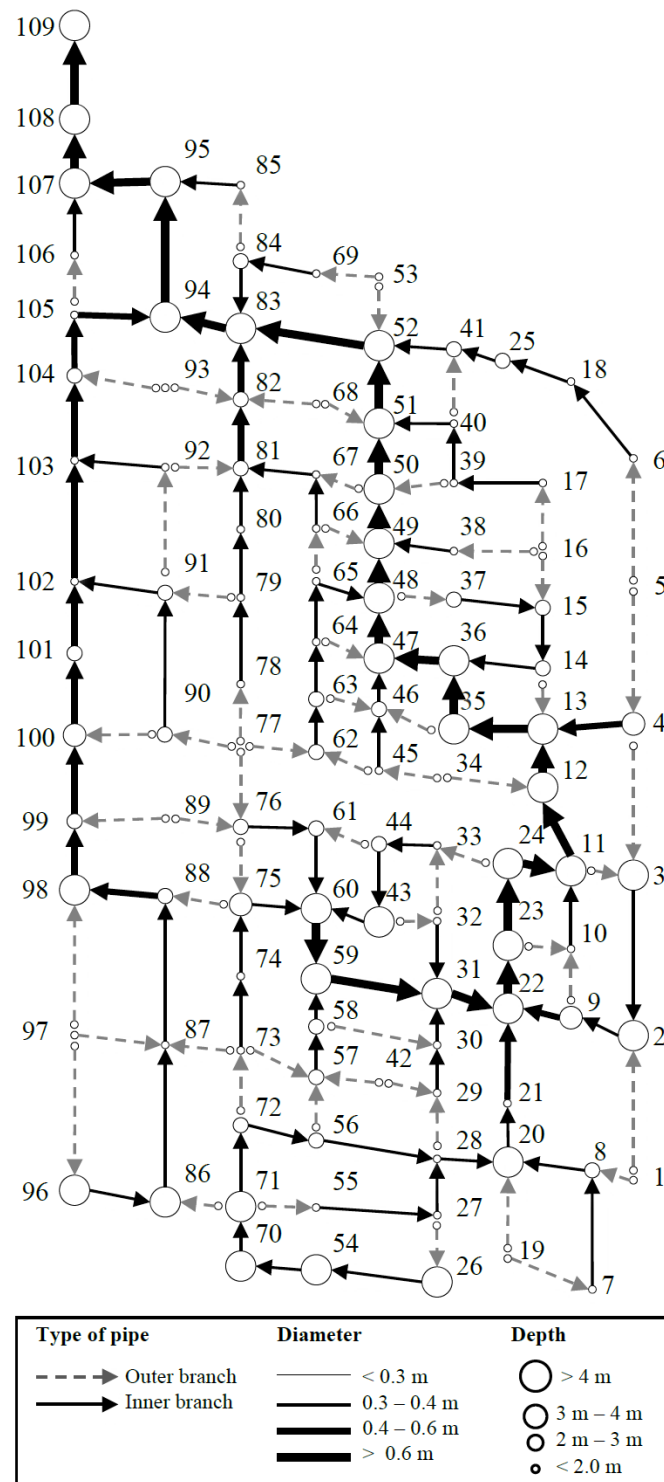 109
108
95
85
107
84 69 53
106
105 94 83
52 41 25
93 18
104 82 68
51
40
103 92 81 67 50 39 6
17
80 66 49 38
16
102 91 79 65 48 37 5
15
101 64 47 36
78 63 46 35 14
100 90 77 62 45 13 4
34 12
99 89 76 61 44 33 24 11
3
98 88 75 60 43 32 23 10
74 59 31 22 9
97 87 73 58 30 2
57 42 29 21
72 56 28 20 8 1
96 86 71 55 27
70 54 26 19 7
Type of pipe Diameter Depth
Outer branch < 0.3 m > 4 m
Inner branch 0.3 – 0.4 m 3 m – 4 m
0.4 – 0.6 m 2 m – 3 m
> 0.6 m < 2.0 m